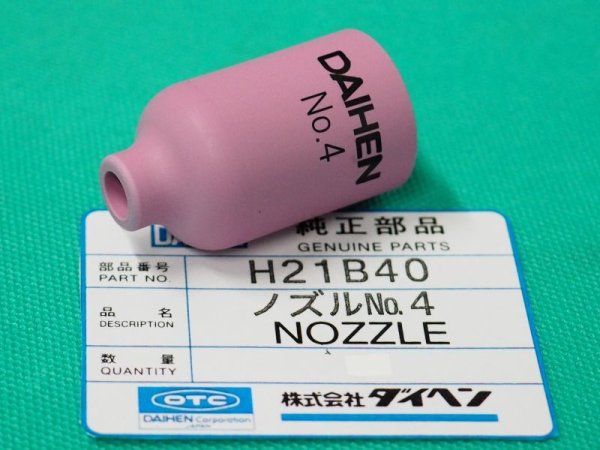 DAIHEN
No.4
純正部品
GENUINE PARTS
部品番号
PART NO.
H21B40
品名
DESCRIPTION
ノズルNo.4
NOZZLE
数量
QUANTITY
OTC
DAIHEN Corporation
JAPAN
株式会社ダイヘン